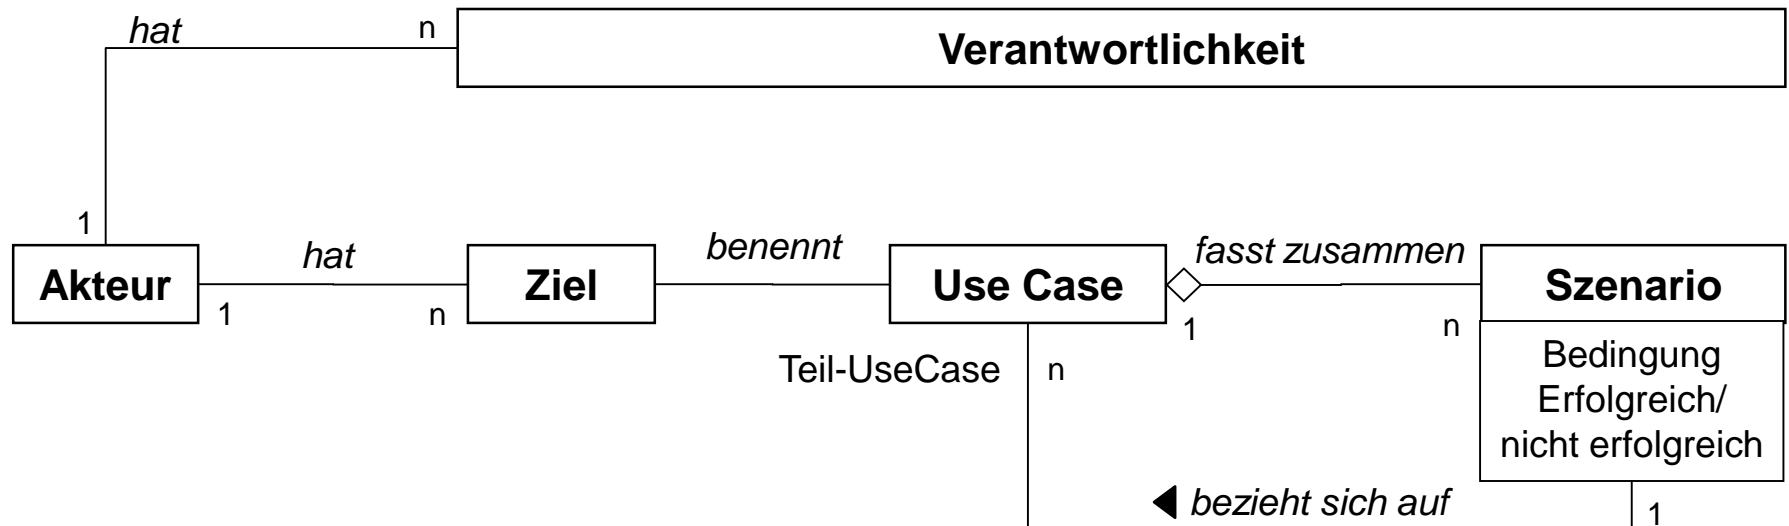 hat
n
Verantwortlichkeit
1
Akteur
hat
Ziel
benennt
Use Case
fasst zusammen
Szenario
1
n
1
n
Teil-UseCase
n
Bedingung
Erfolgreich/
nicht erfolgreich
bezieht sich auf
1